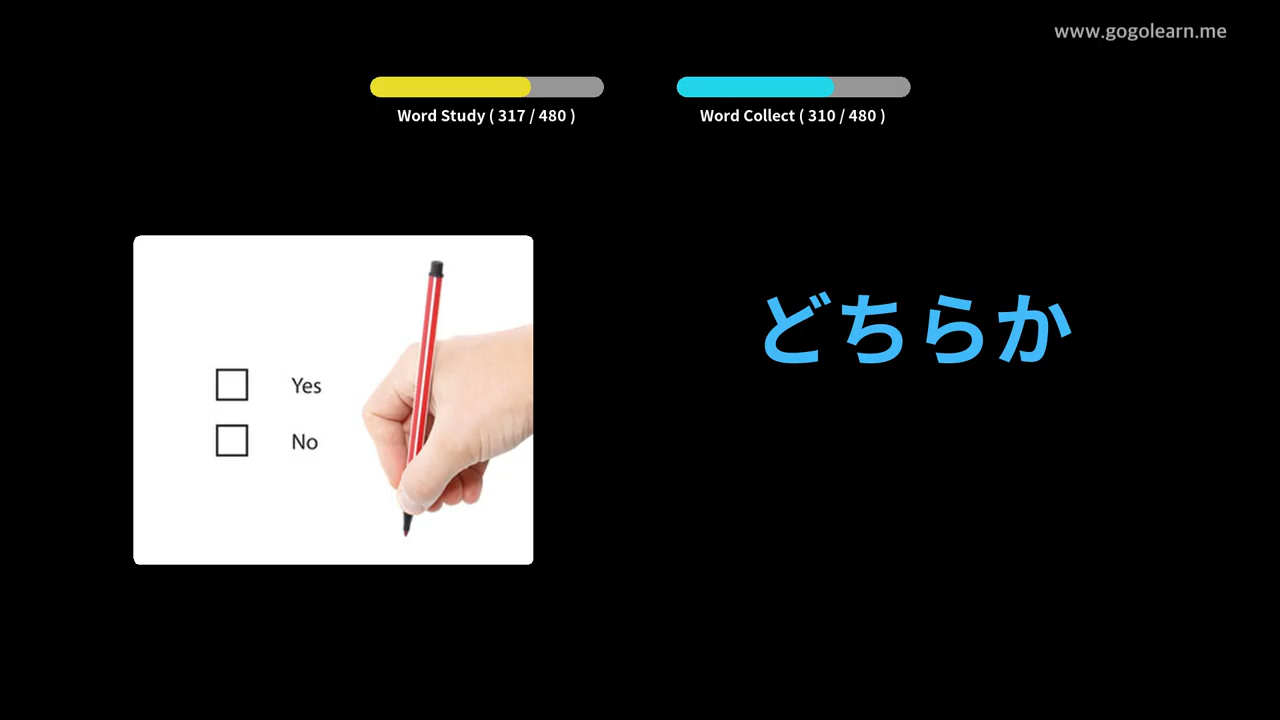 www.gogolearn.me
Word Study ( 317 / 480 )
Word Collect ( 310 / 480 )
Yes
No
どちらか